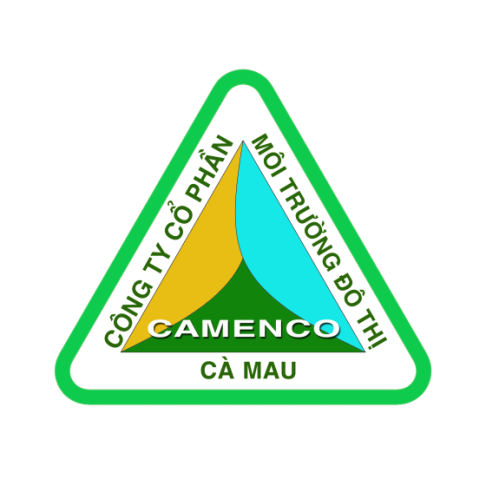 CÔNG TY CỔ PHẦN
MÔI TRƯỜNG ĐÔ THỊ
CAMENCO
CÀ MAU